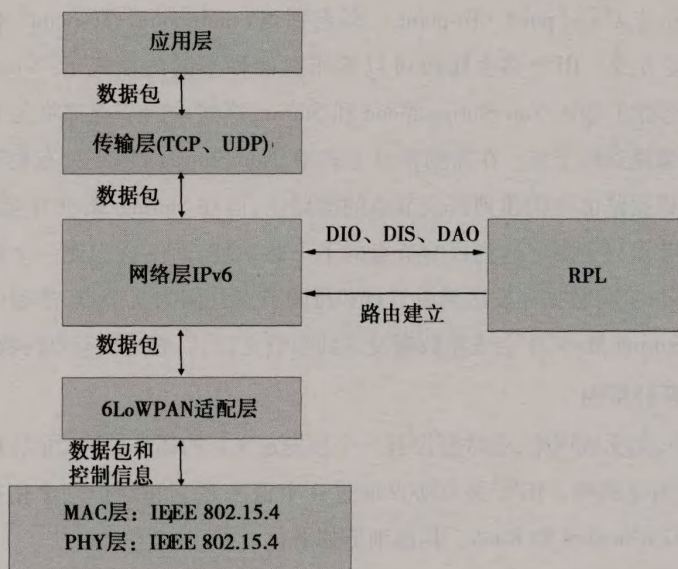 应用层
数据包
传输层(TCP、UDP)
数据包
网络层IPv6
DIO、DIS、DAO
路由建立
RPL
数据包
6LoWPAN适配层
数据包和
控制信息
MAC层：IEEE 802.15.4
PHY层：IEEE 802.15.4